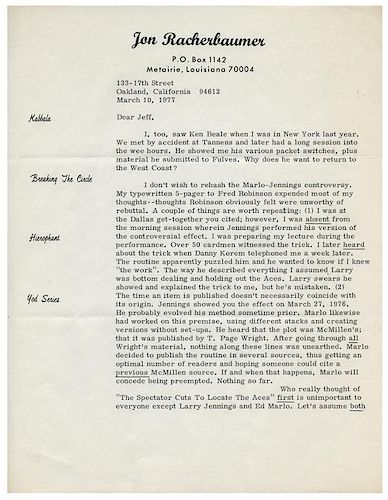 Jon Racherbaumer
P.O. Box 1142
Metairie, Louisiana 70004
133-17th Street
Oakland, California 94612
March 10, 1977
Kabbala
Dear Jeff,
I, too, saw Ken Beale when I was in New York last year.
We met by accident at Tannens and later had a long session into
the wee hours. He showed me his various packet switches, plus
material he submitted to Fulves. Why does he want to return to
the West Coast?
Breaking The Circle
I don't wish to rehash the Marlo-Jennings controversy.
My typewritten 5-pager to Fred Robinson expended most of my
thoughts--thoughts Robinson obviously felt were unworthy of
rebuttal. A couple of things are worth repeating: (1) I was at
the Dallas get-together you cited; however, I was absent from
the morning session wherein Jennings performed his version of
the controversial effect. I was preparing my lecture during the
performance. Over 50 cardmen witnessed the trick. I later heard
about the trick when Danny Korem telephoned me a week later.
The routine apparently puzzled him and he wanted to know if I knew
"the work". The way he described everything I assumed Larry
was bottom dealing and holding out the Aces. Larry swears he
showed and explained the trick to me, but he's mistaken. (2)
The time an item is published doesn't necessarily coincide with
its origin. Jennings showed you the effect on March 27, 1976.
He probably evolved his method sometime prior. Marlo likewise
had worked on this premise, using different stacks and creating
versions without set-ups. He heard that the plot was McMillen's;
that it was published by T. Page Wright. After going through all
Wright's material, nothing along these lines was unearthed. Marlo
decided to publish the routine in several sources, thus getting an
optimal number of readers and hoping someone could cite a
previous McMillen source. If and when that happens, Marlo will
concede being preempted. Nothing so far.
Hierophant
Yod Series
Who really thought of
"The Spectator Cuts To Locate The Aces" first is unimportant to
everyone except Larry Jennings and Ed Marlo. Let's assume both